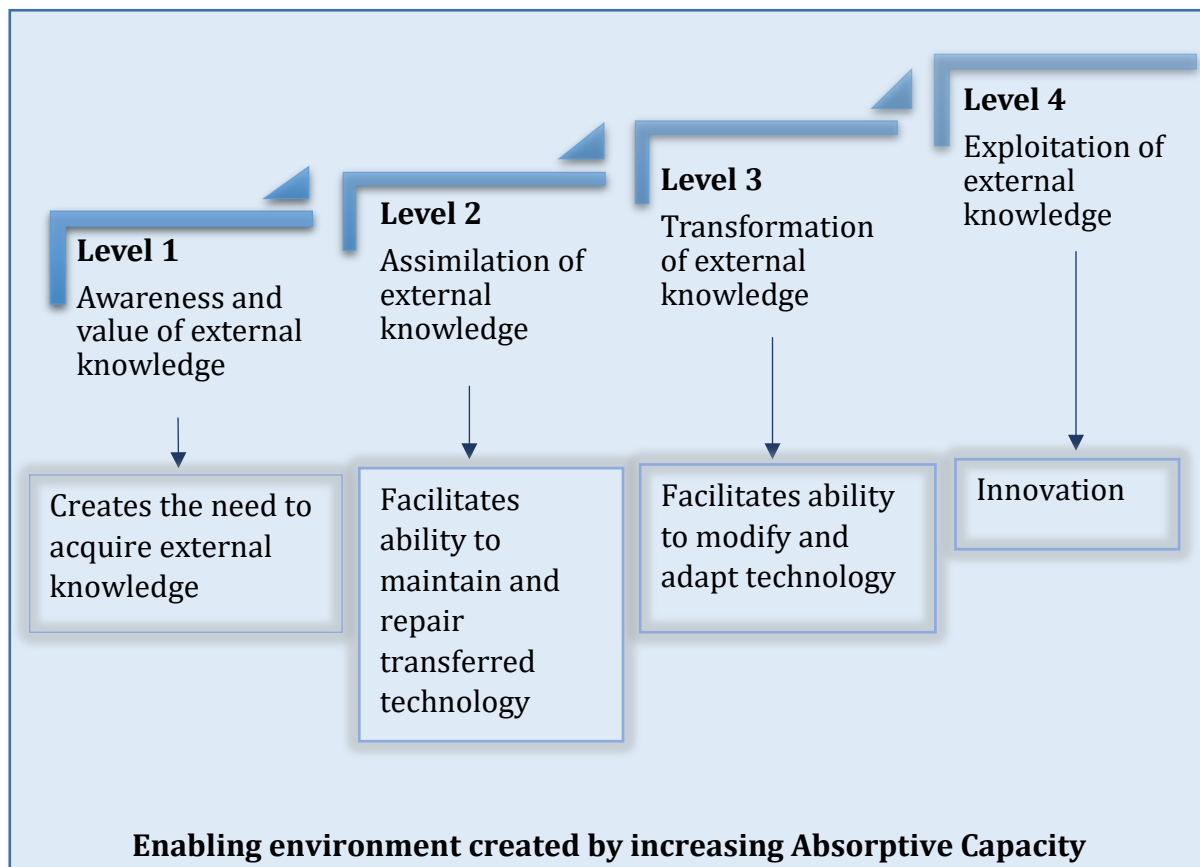 Level 1
Awareness and
value of external
knowledge
Level 2
Assimilation of
external
knowledge
Level 3
Transformation
of external
knowledge
Level 4
Exploitation of
external
knowledge
Creates the need to
acquire external
knowledge
Facilitates
ability to
maintain and
repair
transferred
technology
Facilitates ability
to modify and
adapt technology
Innovation
Enabling environment created by increasing Absorptive Capacity